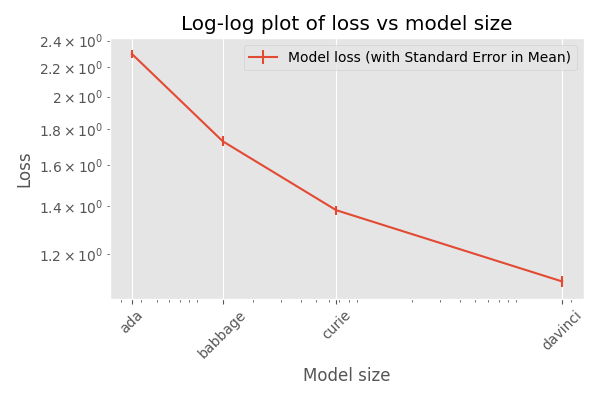 Log-log plot of loss vs model size
Model loss (with Standard Error in Mean)
Loss
2.4 × 10⁰
2.2 × 10⁰
2 × 10⁰
1.8 × 10⁰
1.6 × 10⁰
1.4 × 10⁰
1.2 × 10⁰
ada
babbage
curie
davinci
Model size